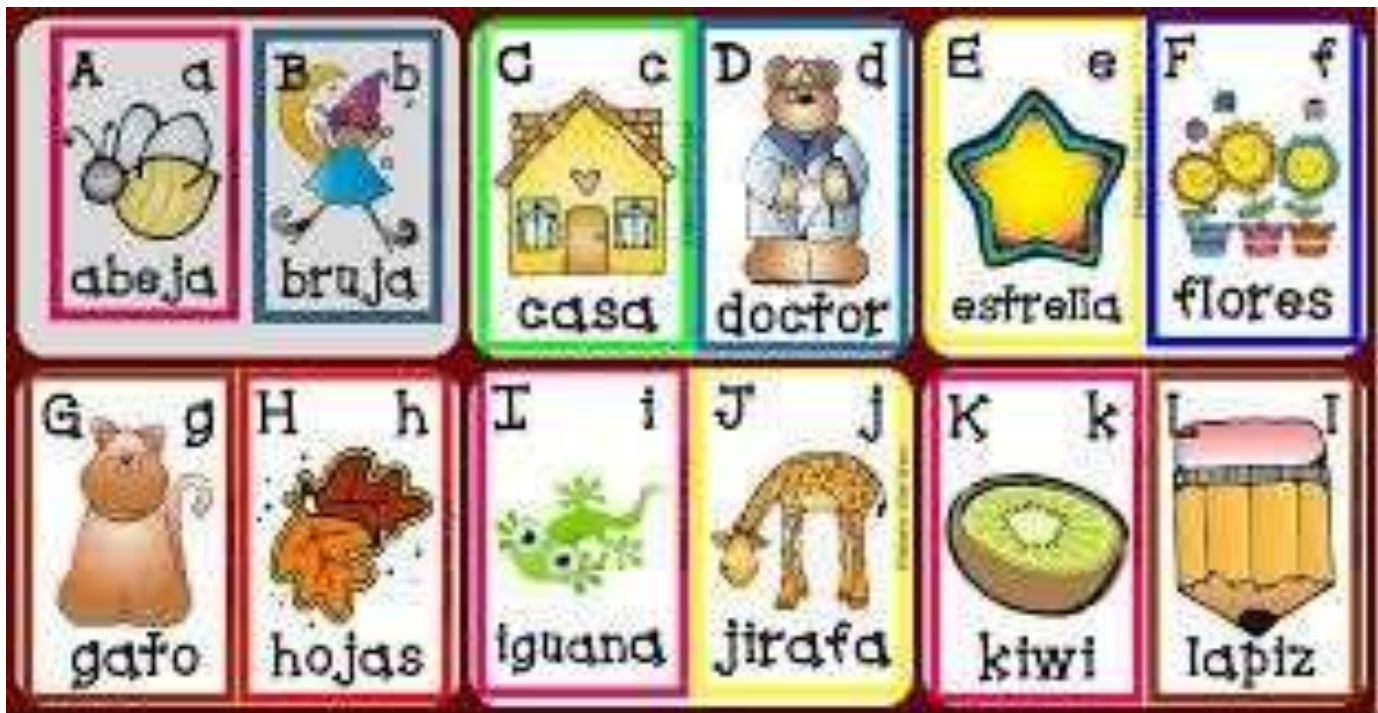 A a
abeja
B b
bruja
C c
casa
D d
doctor
E e
estrella
F f
flores
G g
gato
H h
hojas
I i
iguana
J j
jirafa
K k
kiwi
L l
lapiz